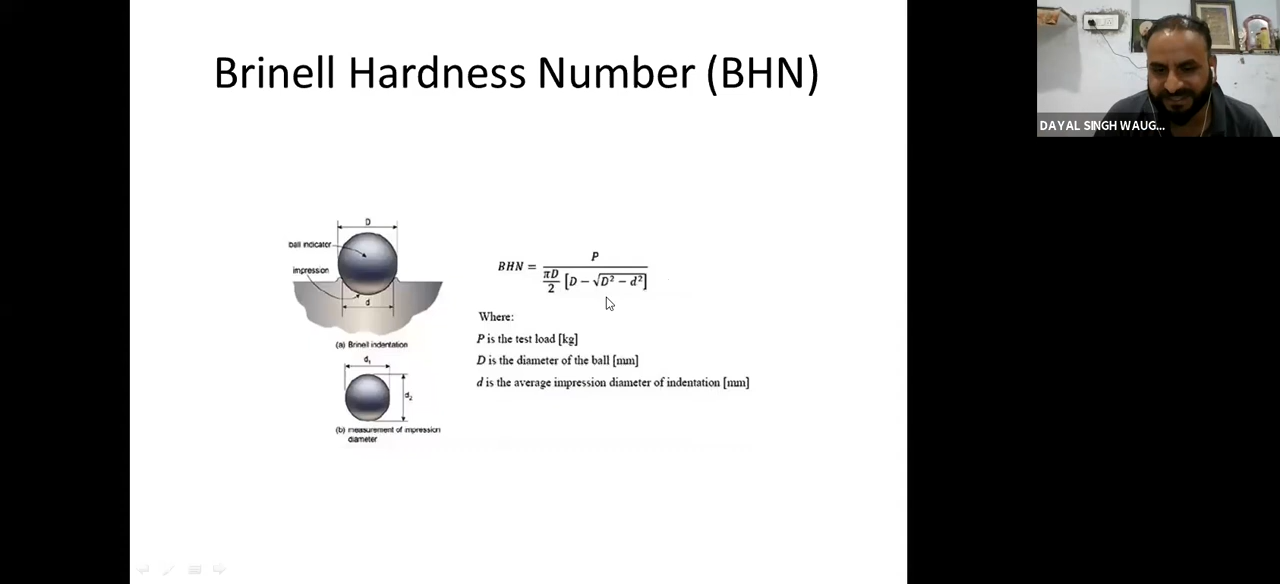 Brinell Hardness Number (BHN)
DAYAL SINGH WAUG...
D
ball indicator
impression
d
(a) Brinell indentation
d₁
d₂
(b) measurement of impression
diameter
BHN = P / πD/2 [D − √D² − d²]
Where:
P is the test load [kg]
D is the diameter of the ball [mm]
d is the average impression diameter of indentation [mm]